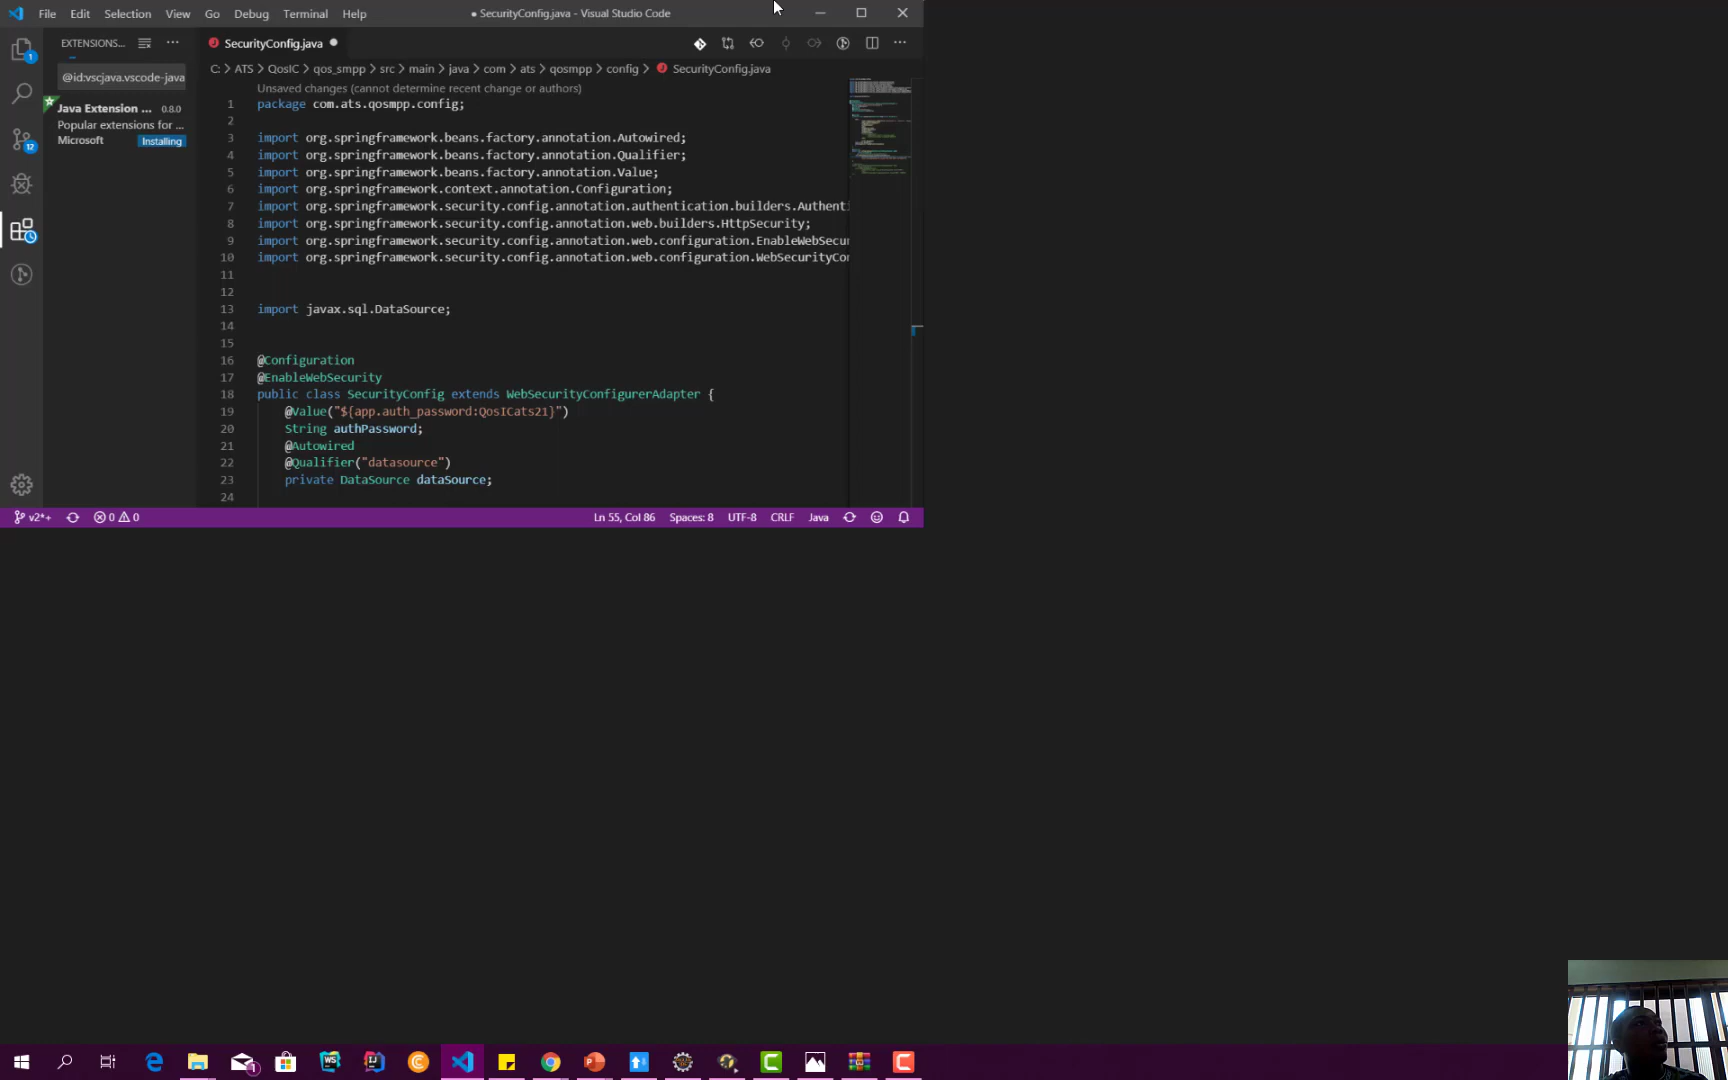 File Edit Selection View Go Debug Terminal Help
● SecurityConfig.java - Visual Studio Code
EXTENSIONS...
SecurityConfig.java
@id:vscjava.vscode-java
C: > ATS > QosIC > qos_smpp > src > main > java > com > ats > qosmpp > config > SecurityConfig.java
Java Extension ... 0.8.0
Popular extensions for ...
Microsoft Installing
1
12
Unsaved changes (cannot determine recent change or authors)
1 package com.ats.qosmpp.config;
2
3 import org.springframework.beans.factory.annotation.Autowired;
4 import org.springframework.beans.factory.annotation.Qualifier;
5 import org.springframework.beans.factory.annotation.Value;
6 import org.springframework.context.annotation.Configuration;
7 import org.springframework.security.config.annotation.authentication.builders.Authenti
8 import org.springframework.security.config.annotation.web.builders.HttpSecurity;
9 import org.springframework.security.config.annotation.web.configuration.EnableWebSecur
10 import org.springframework.security.config.annotation.web.configuration.WebSecurityCon
11
12
13 import javax.sql.DataSource;
14
15
16 @Configuration
17 @EnableWebSecurity
18 public class SecurityConfig extends WebSecurityConfigurerAdapter {
19 @Value("${app.auth_password:QosICats21}")
20 String authPassword;
21 @Autowired
22 @Qualifier("datasource")
23 private DataSource dataSource;
24
v2*+ 0 0 Ln 55, Col 86 Spaces: 8 UTF-8 CRLF Java
1 WS IJ